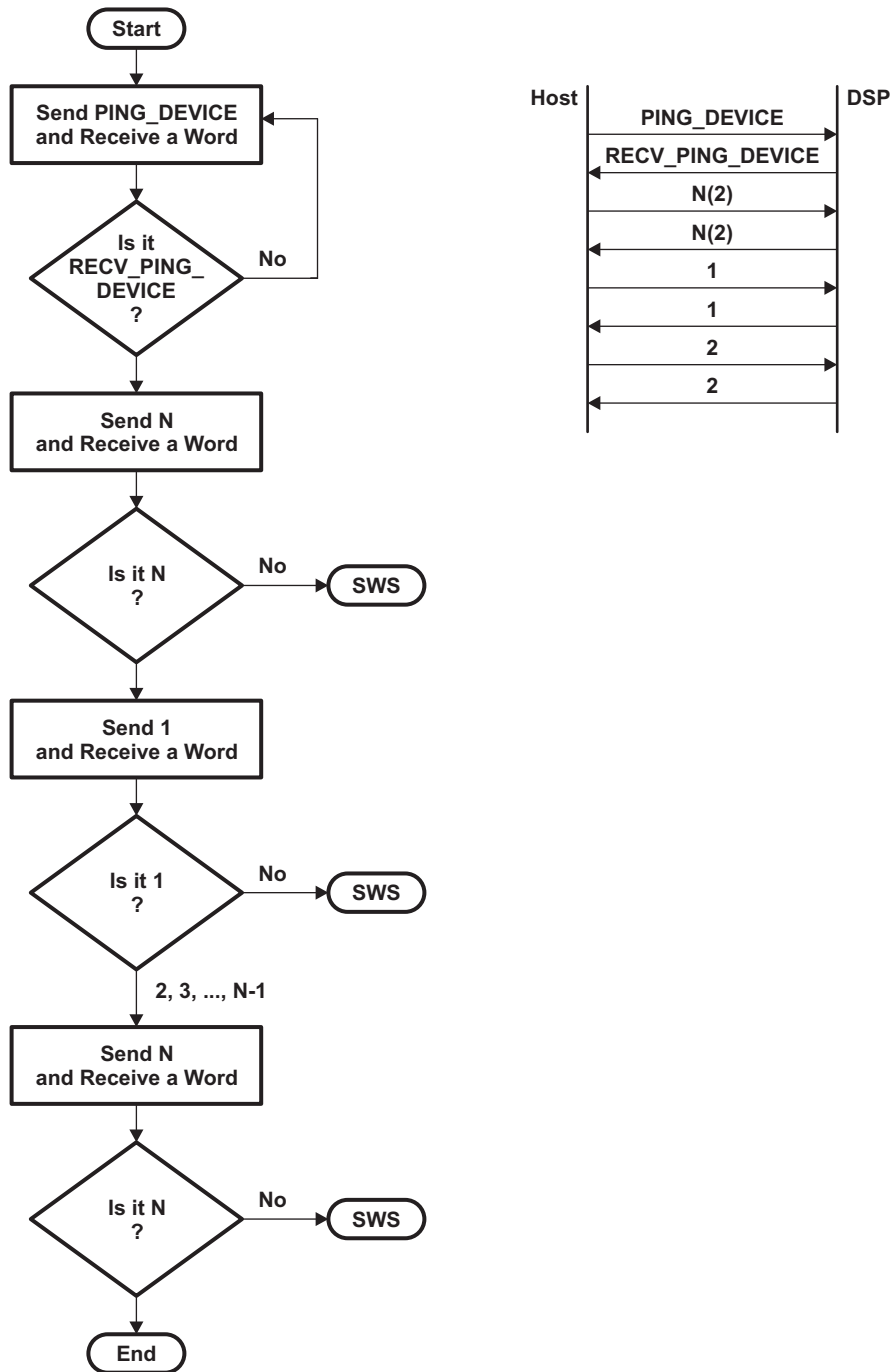 Start
Send PING_DEVICE
and Receive a Word
Is it
RECV_PING_
DEVICE
?
No
Send N
and Receive a Word
Is it N
?
No
SWS
Send 1
and Receive a Word
Is it 1
?
No
SWS
2, 3, ..., N-1
Send N
and Receive a Word
Is it N
?
No
SWS
End
Host
DSP
PING_DEVICE
RECV_PING_DEVICE
N(2)
N(2)
1
1
2
2